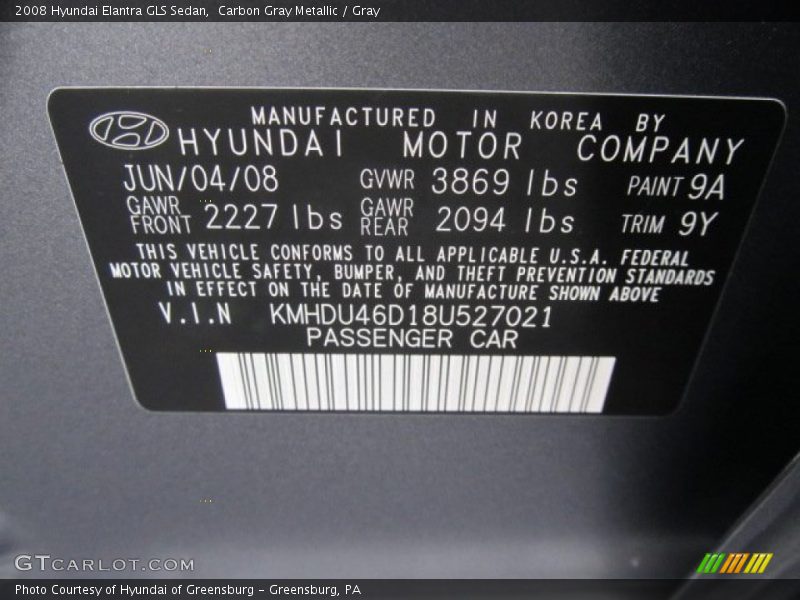 2008 Hyundai Elantra GLS Sedan,  Carbon Gray Metallic / Gray
MANUFACTURED IN KOREA BY
HYUNDAI MOTOR COMPANY
JUN/04/08 GVWR 3869 lbs PAINT 9A
GAWR FRONT 2227 lbs GAWR REAR 2094 lbs TRIM 9Y
THIS VEHICLE CONFORMS TO ALL APPLICABLE U.S.A. FEDERAL
MOTOR VEHICLE SAFETY, BUMPER, AND THEFT PREVENTION STANDARDS
IN EFFECT ON THE DATE OF MANUFACTURE SHOWN ABOVE
V.I.N KMHDU46D18U527021
PASSENGER CAR
GTCARLOT.COM
Photo Courtesy of Hyundai of Greensburg - Greensburg, PA